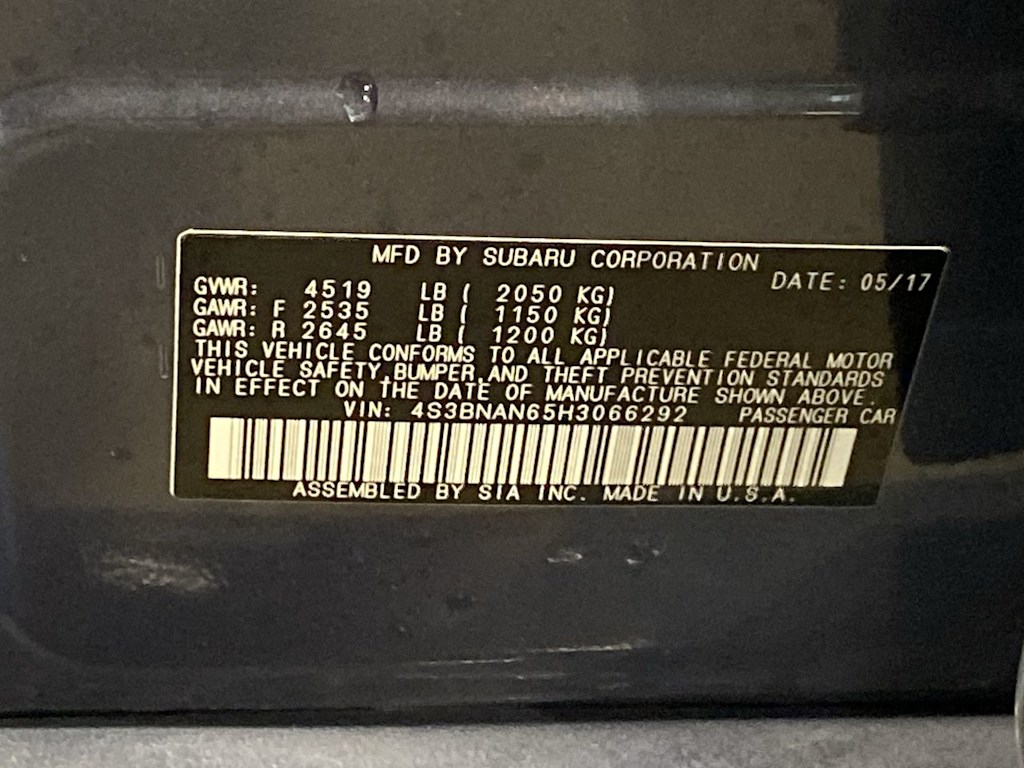 MFD BY SUBARU CORPORATION
DATE: 05/17
GVWR: 4519 LB ( 2050 KG)
GAWR: F 2535 LB ( 1150 KG)
GAWR: R 2645 LB ( 1200 KG)
THIS VEHICLE CONFORMS TO ALL APPLICABLE FEDERAL MOTOR
VEHICLE SAFETY, BUMPER, AND THEFT PREVENTION STANDARDS
IN EFFECT ON THE DATE OF MANUFACTURE SHOWN ABOVE.
VIN: 4S3BNAN65H3066292 PASSENGER CAR
ASSEMBLED BY SIA INC. MADE IN U.S.A.